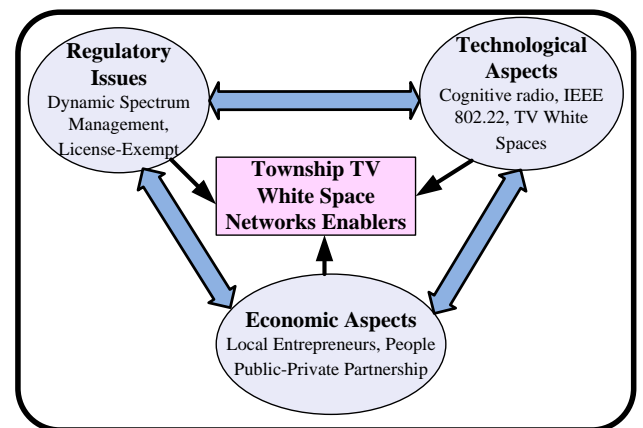 Regulatory
Issues
Dynamic Spectrum
Management,
License-Exempt
Technological
Aspects
Cognitive radio, IEEE
802.22, TV White
Spaces
Township TV
White Space
Networks Enablers
Economic Aspects
Local Entrepreneurs, People
Public-Private Partnership